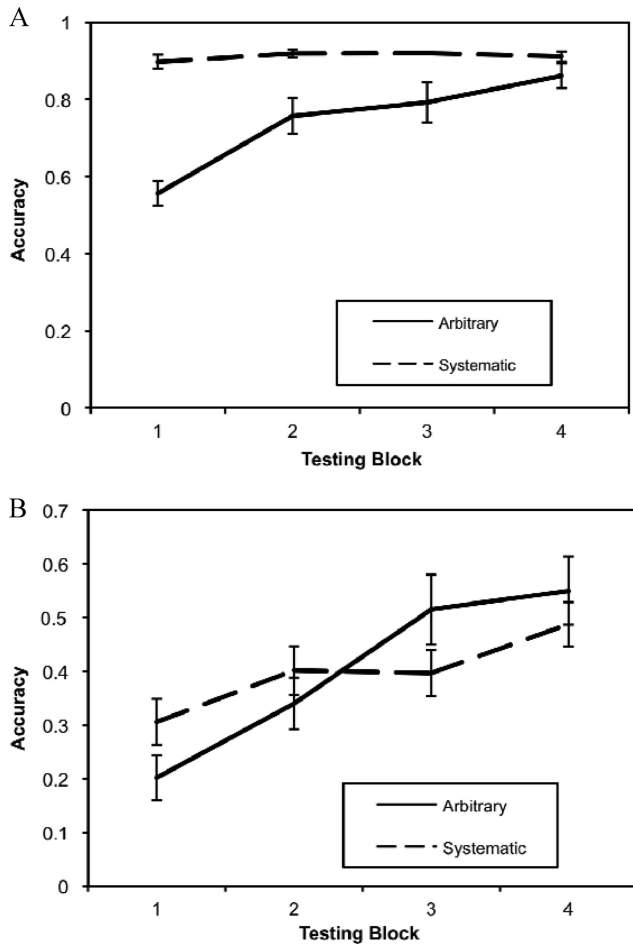 A
1
0.8
0.6
0.4
0.2
0
Accuracy
Arbitrary
Systematic
1 2 3 4
Testing Block
B
0.7
0.6
0.5
0.4
0.3
0.2
0.1
0
Accuracy
Arbitrary
Systematic
1 2 3 4
Testing Block